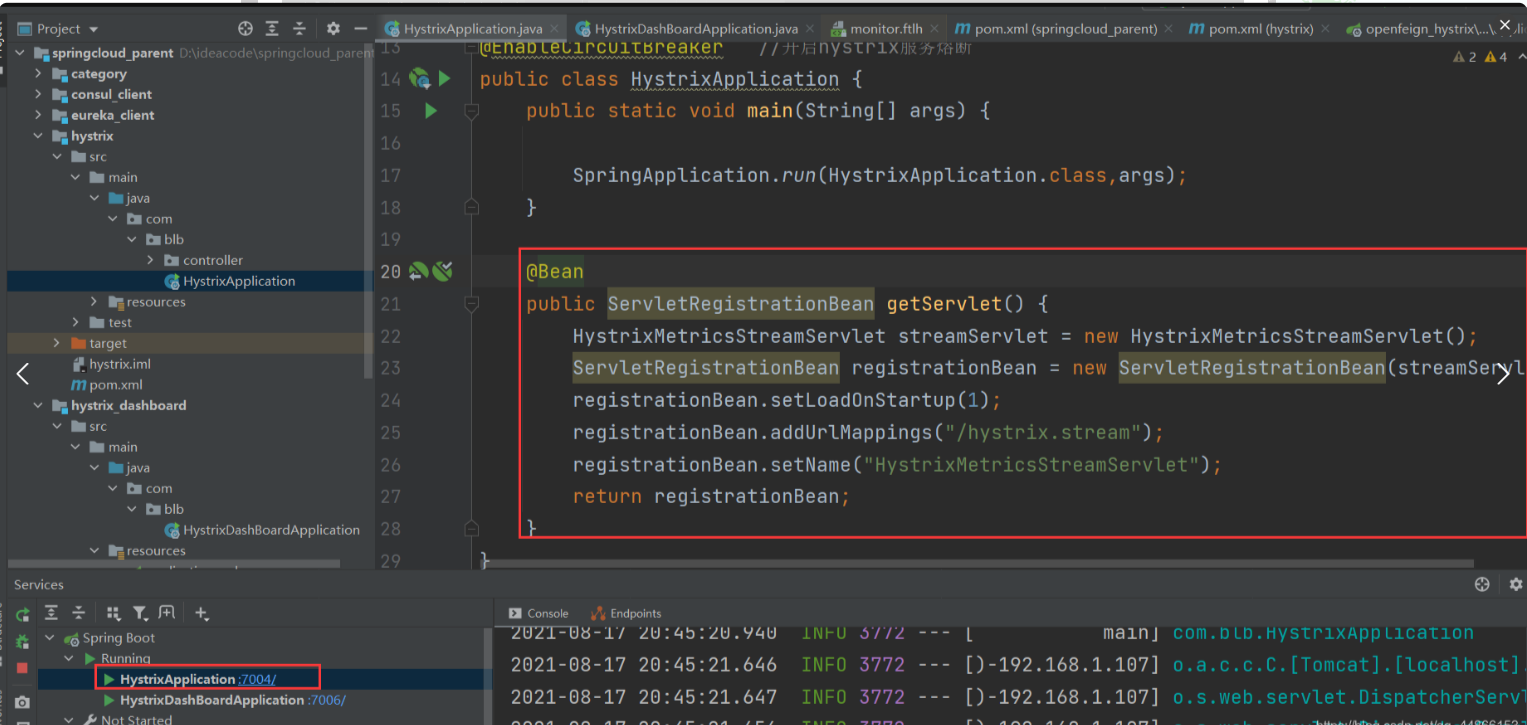 Project
HystrixApplication.java
HystrixDashBoardApplication.java
monitor.ftlh
pom.xml (springcloud_parent)
pom.xml (hystrix)
openfeign_hystrix\...\
springcloud_parent D:\ideacode\springcloud_parent
category
consul_client
eureka_client
hystrix
src
main
java
com
blb
controller
HystrixApplication
resources
test
target
hystrix.iml
pom.xml
hystrix_dashboard
src
main
java
com
blb
HystrixDashBoardApplication
resources
2 4
13 @EnableCircuitBreaker //开启hystrix服务熔断
14 public class HystrixApplication {
15 public static void main(String[] args) {
16
17 SpringApplication.run(HystrixApplication.class,args);
18 }
19
20 @Bean
21 public ServletRegistrationBean getServlet() {
22 HystrixMetricsStreamServlet streamServlet = new HystrixMetricsStreamServlet();
23 ServletRegistrationBean registrationBean = new ServletRegistrationBean(streamServl
24 registrationBean.setLoadOnStartup(1);
25 registrationBean.addUrlMappings("/hystrix.stream");
26 registrationBean.setName("HystrixMetricsStreamServlet");
27 return registrationBean;
28 }
29 }
Services
Spring Boot
Running
HystrixApplication :7004/
HystrixDashBoardApplication :7006/
Not Started
Console
Endpoints
2021-08-17 20:45:20.940 INFO 3772 --- [ main] com.blb.HystrixApplication
2021-08-17 20:45:21.646 INFO 3772 --- [)-192.168.1.107] o.a.c.c.C.[Tomcat].[localhost].
2021-08-17 20:45:21.647 INFO 3772 --- [)-192.168.1.107] o.s.web.servlet.DispatcherServl